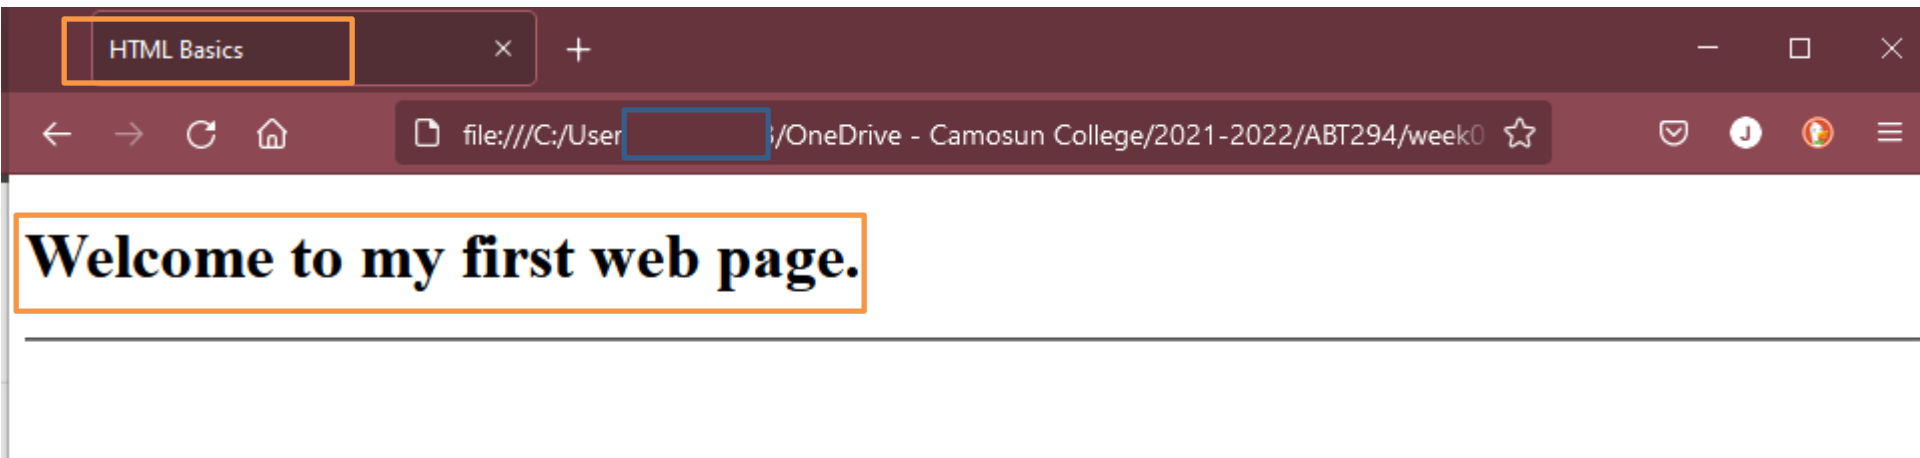 HTML Basics
file:///C:/User /OneDrive - Camosun College/2021-2022/ABT294/week0
J
Welcome to my first web page.